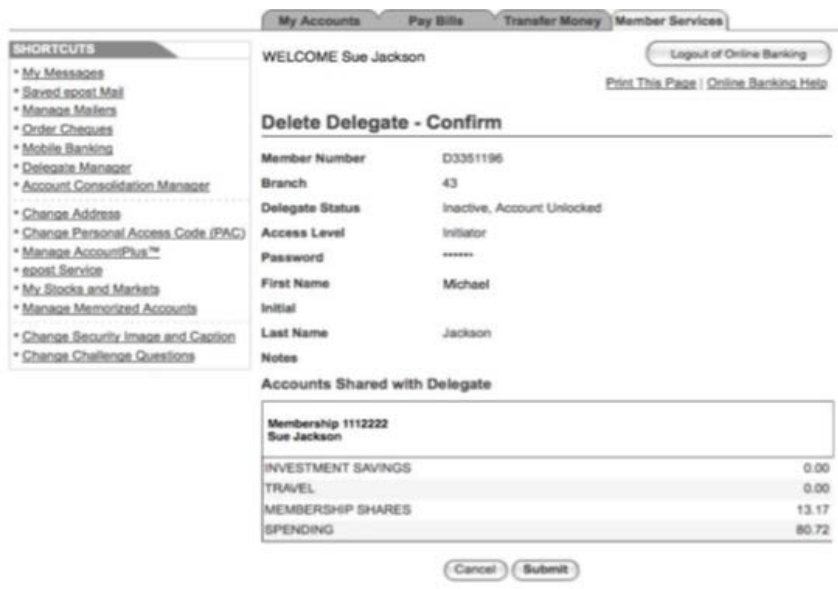 My Accounts
Pay Bills
Transfer Money
Member Services
SHORTCUTS
* My Messages
* Saved epost Mail
* Manage Mailers
* Order Cheques
* Mobile Banking
* Delegate Manager
* Account Consolidation Manager
* Change Address
* Change Personal Access Code (PAC)
* Manage AccountPlus™
* epost Service
* My Stocks and Markets
* Manage Memorized Accounts
* Change Security Image and Caption
* Change Challenge Questions
WELCOME Sue Jackson
Logout of Online Banking
Print This Page | Online Banking Help
Delete Delegate - Confirm
Member Number D3351196
Branch 43
Delegate Status Inactive, Account Unlocked
Access Level Initiator
Password ******
First Name Michael
Initial
Last Name Jackson
Notes
Accounts Shared with Delegate
Membership 1112222
Sue Jackson
INVESTMENT SAVINGS 0.00
TRAVEL 0.00
MEMBERSHIP SHARES 13.17
SPENDING 80.72
Cancel Submit